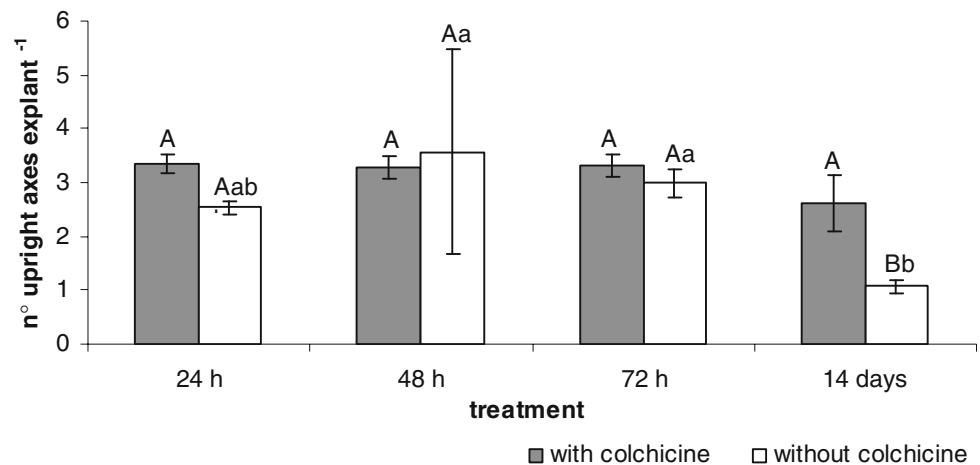 n° upright axes explant -1
6
5
4
3
2
1
0
A
Aab
A
Aa
A
Aa
A
Bb
24 h
48 h
72 h
14 days
treatment
with colchicine
without colchicine